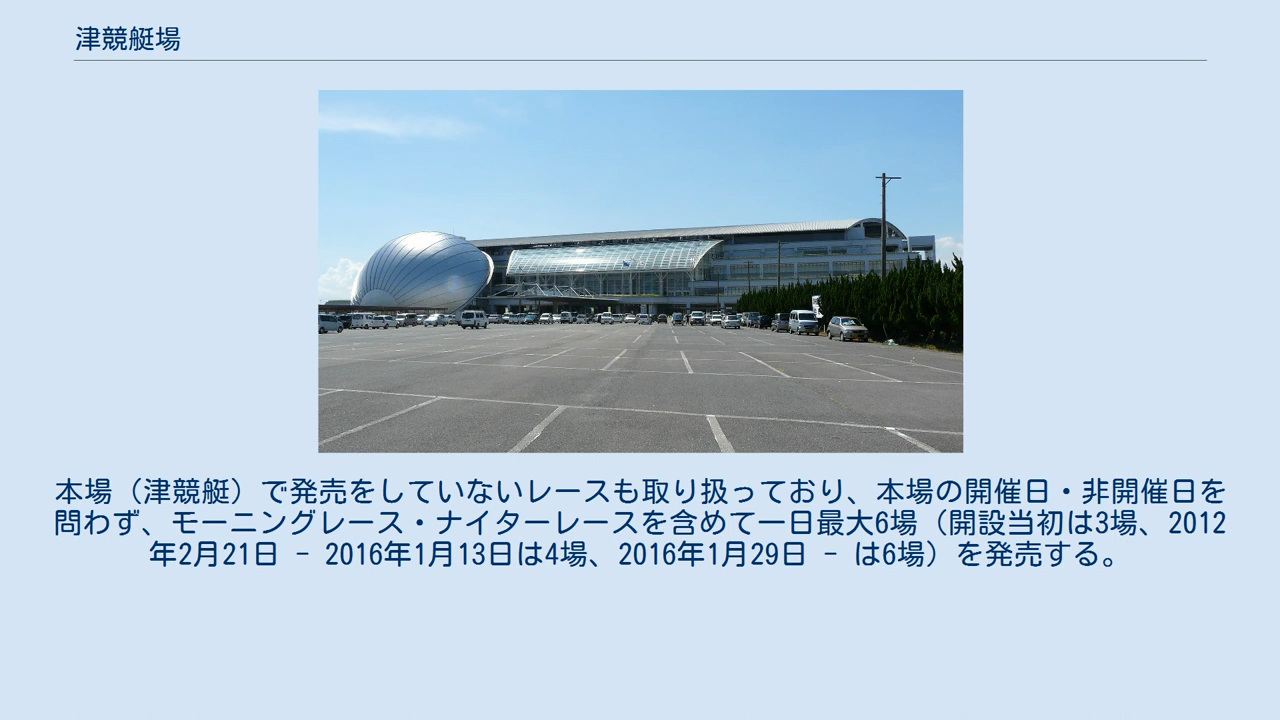 津競艇場
本場（津競艇）で発売をしていないレースも取り扱っており、本場の開催日・非開催日を
問わず、モーニングレース・ナイターレースを含めて一日最大6場（開設当初は3場、2012
年2月21日 - 2016年1月13日は4場、2016年1月29日 - は6場）を発売する。